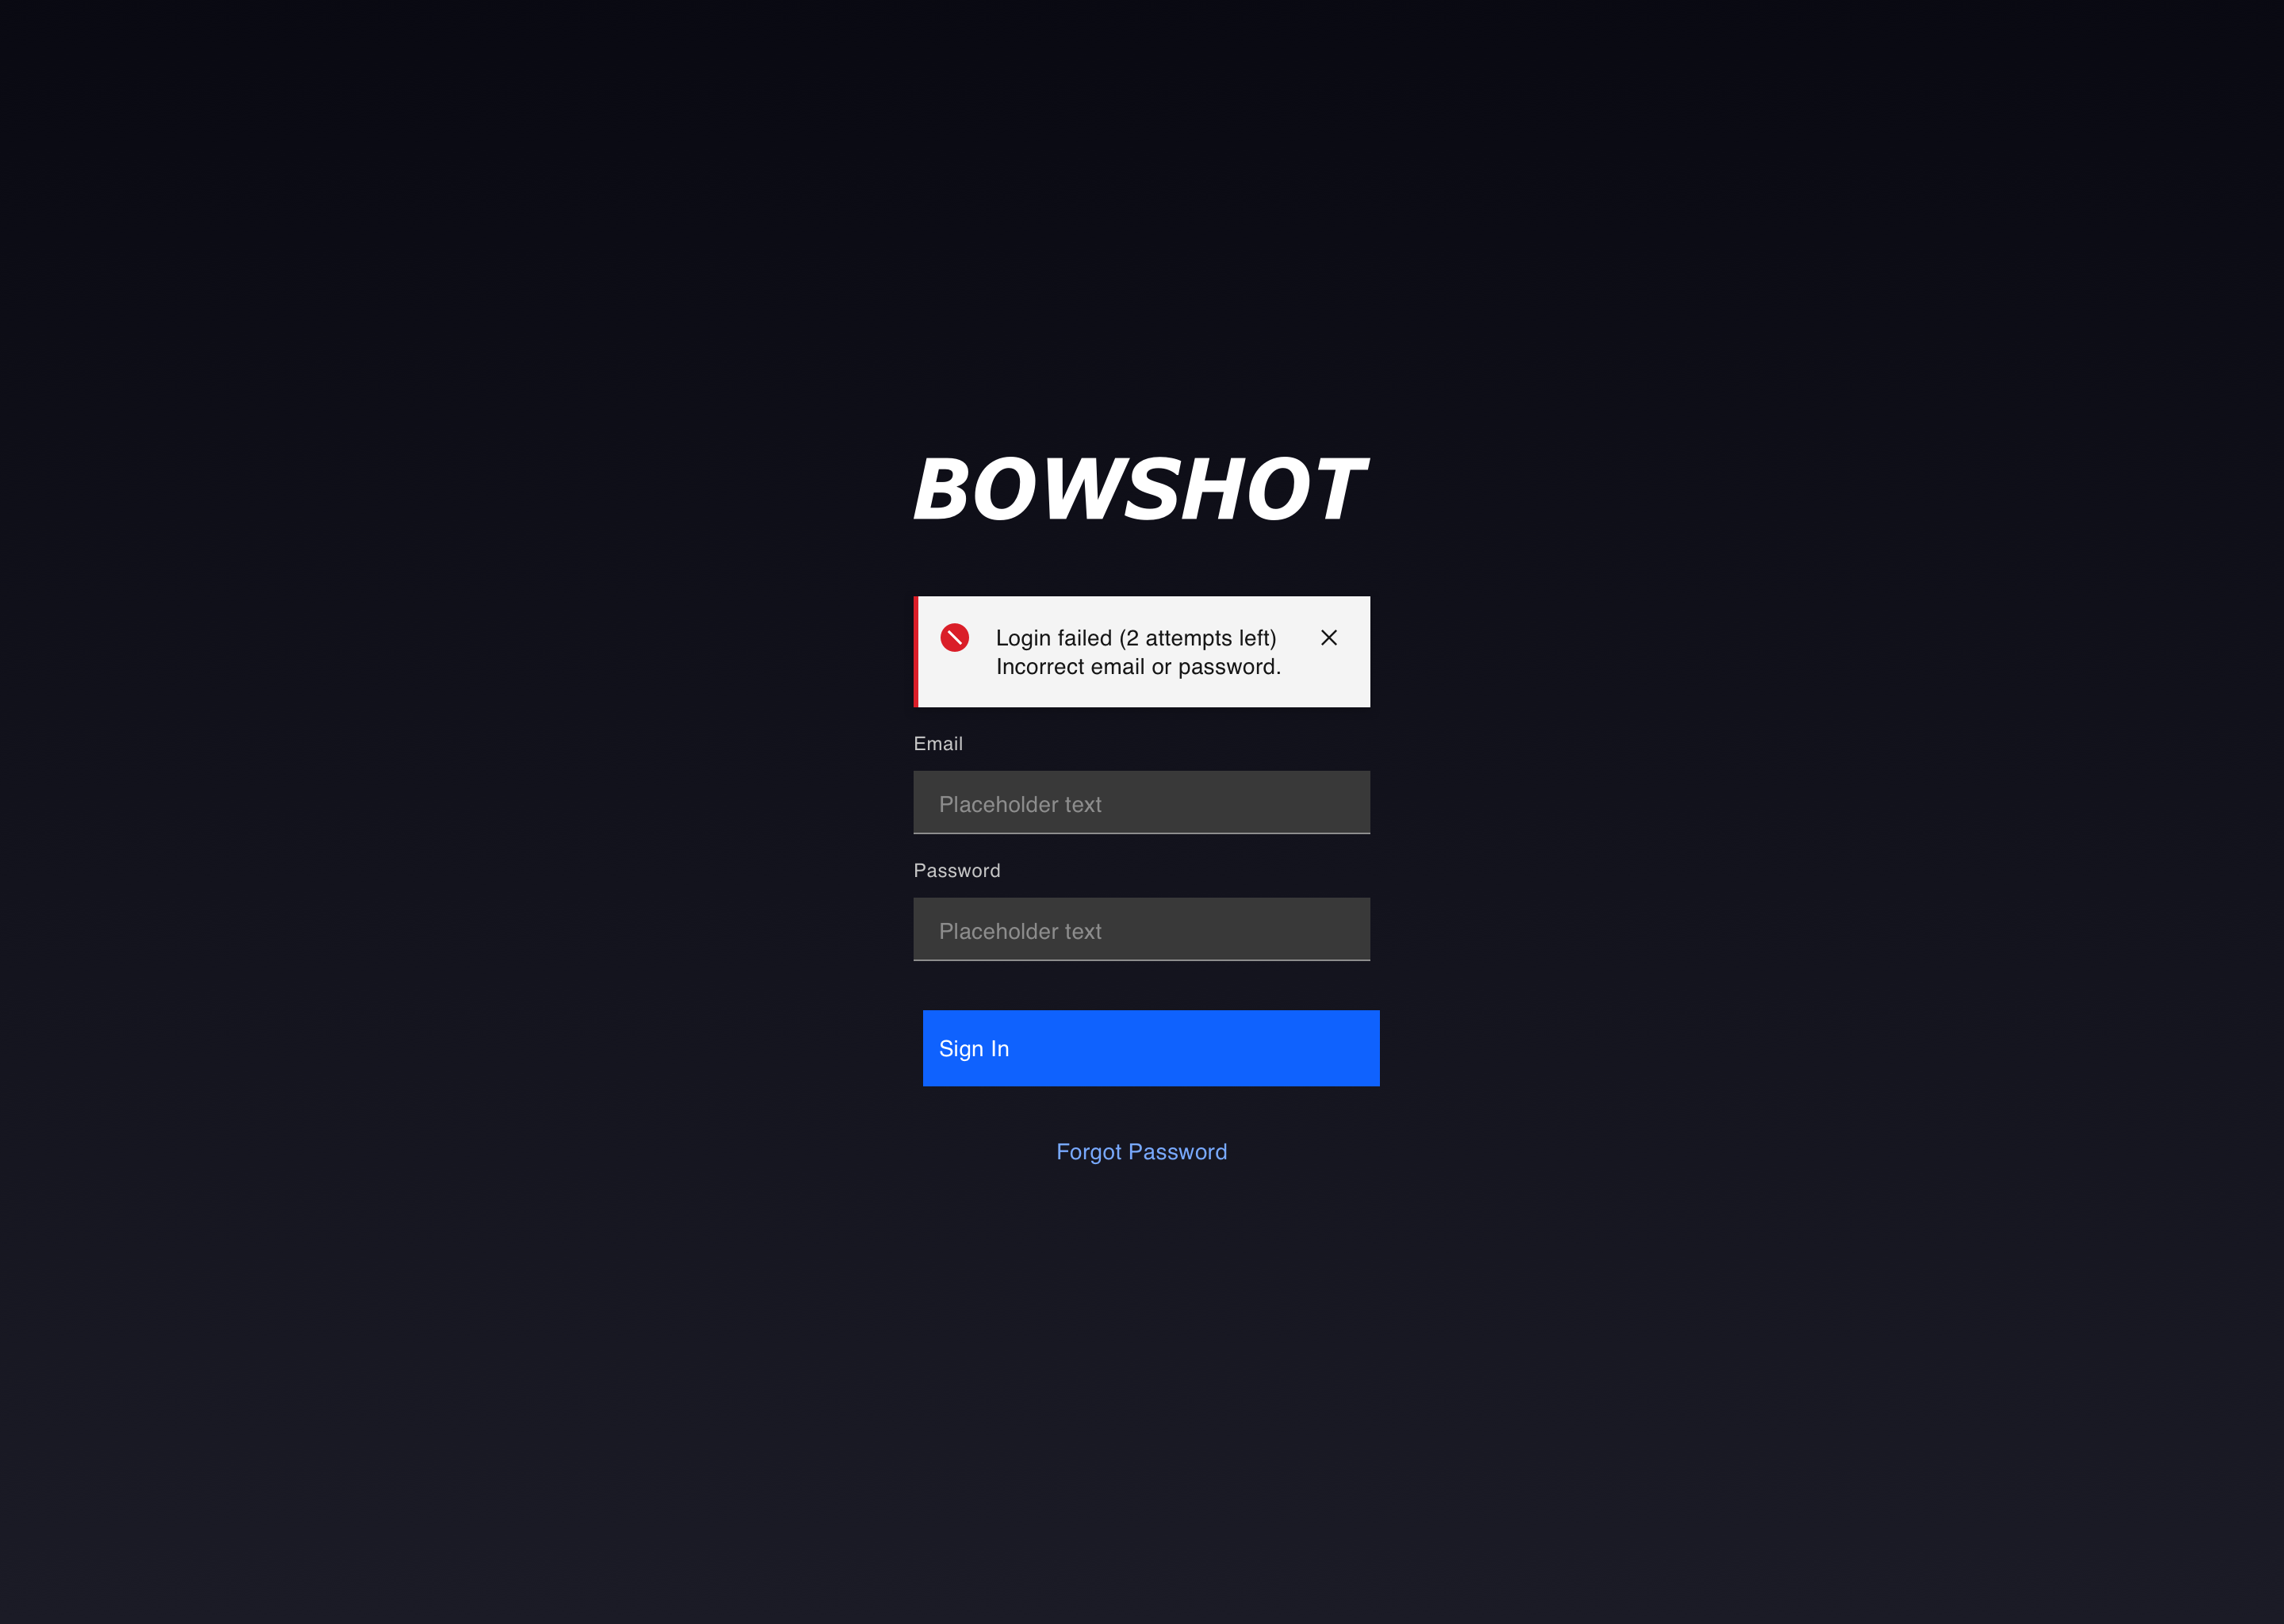 BOWSHOT
Login failed (2 attempts left)
Incorrect email or password.
Email
Placeholder text
Password
Placeholder text
Sign In
Forgot Password